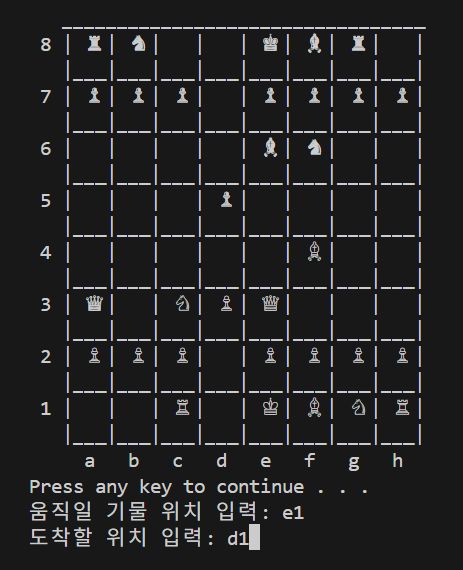 8 ♜ ♞ ♚ ♝ ♜
7 ♟ ♟ ♟ ♟ ♟ ♟ ♟
6 ♝ ♞
5 ♟
4 ♗
3 ♛ ♘ ♙ ♕
2 ♙ ♙ ♙ ♙ ♙ ♙ ♙
1 ♖ ♔ ♗ ♘ ♖
a b c d e f g h
Press any key to continue . . .
움직일 기물 위치 입력: e1
도착할 위치 입력: d1